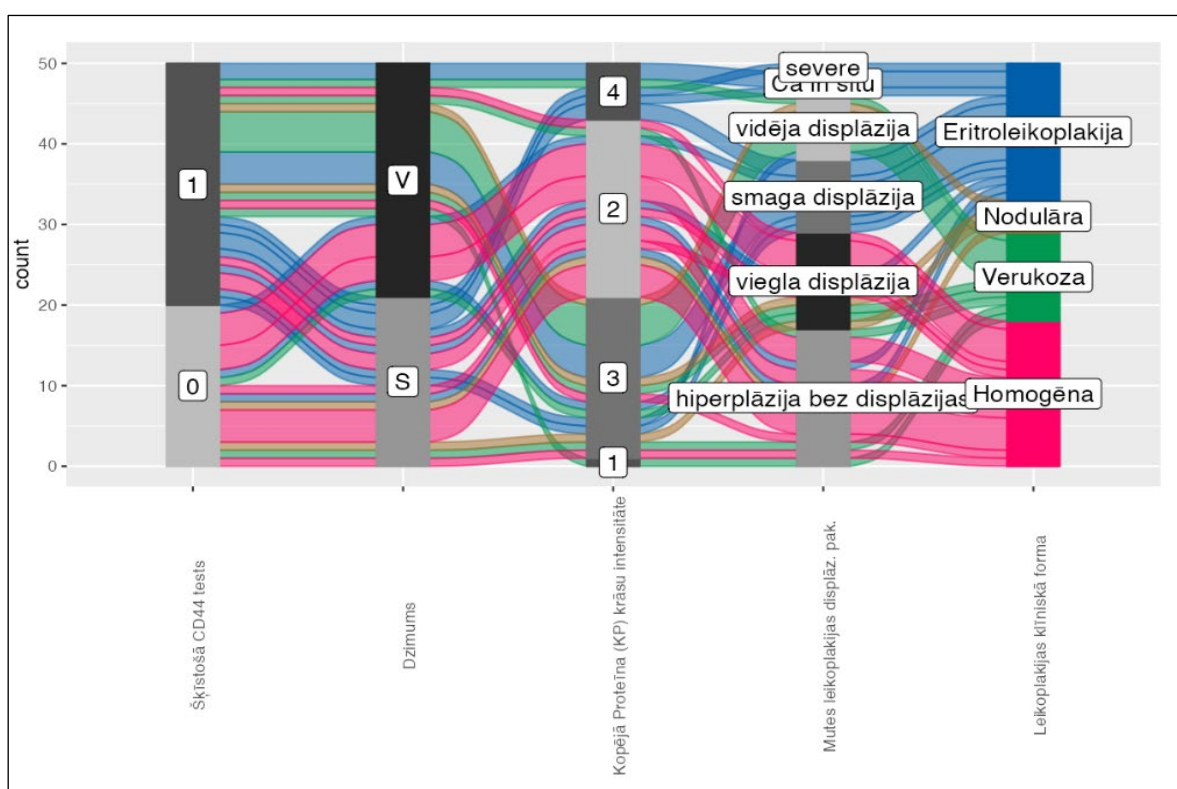 50
40
30
20
10
0
count
1
0
V
S
4
2
3
1
severe
Ca in situ
vidēja displāzija
smaga displāzija
viegla displāzija
hiperplāzija bez displāzijas
Eritroleikoplakija
Nodulāra
Verukoza
Homogēna
Šķīstošā CD44 tests
Dzimums
Kopējā Proteīna (KP) krāsu intensitāte
Mutes leikoplakijas displāz. pak.
Leikoplakijas klīniskā forma